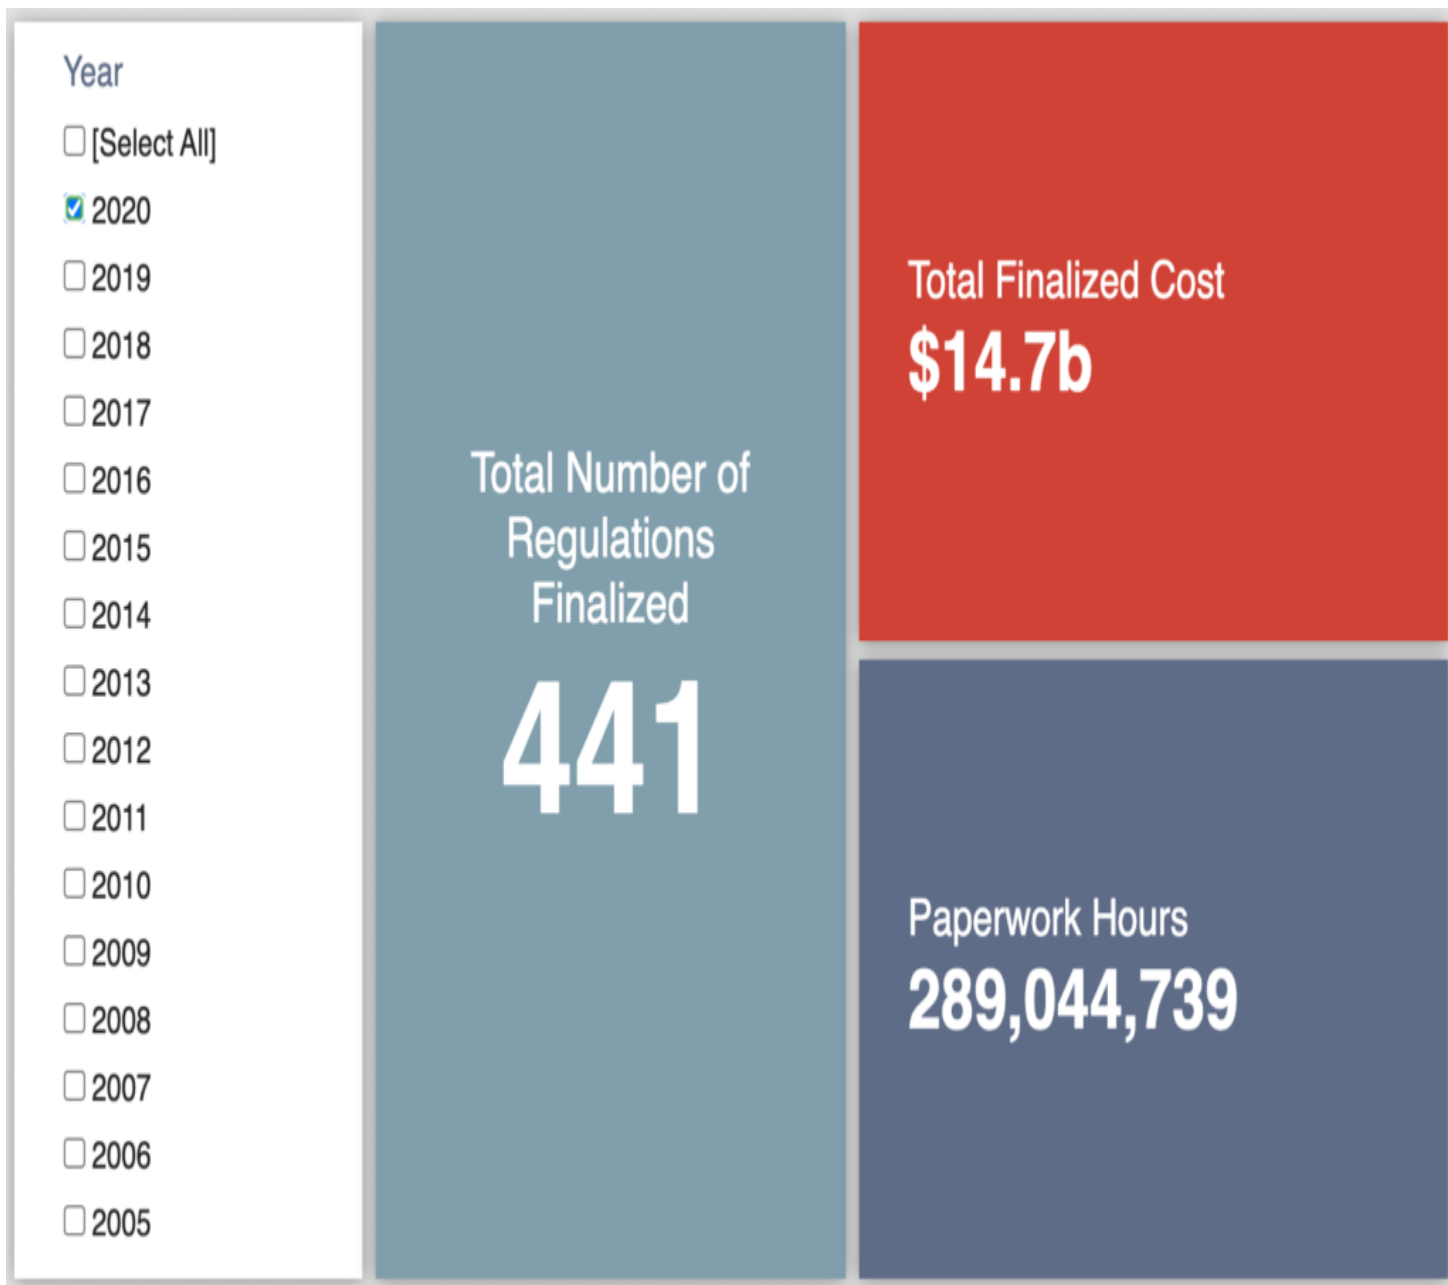 Year
[Select All]
2020
2019
2018
2017
2016
2015
2014
2013
2012
2011
2010
2009
2008
2007
2006
2005
Total Number of
Regulations
Finalized
441
Total Finalized Cost
$14.7b
Paperwork Hours
289,044,739